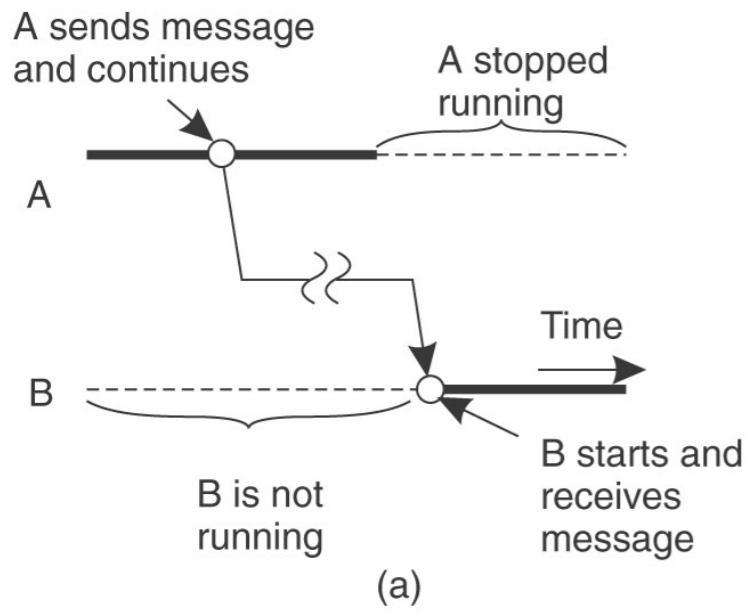 A sends message
and continues
A stopped
running
A
Time
B
B is not
running
B starts and
receives
message
(a)